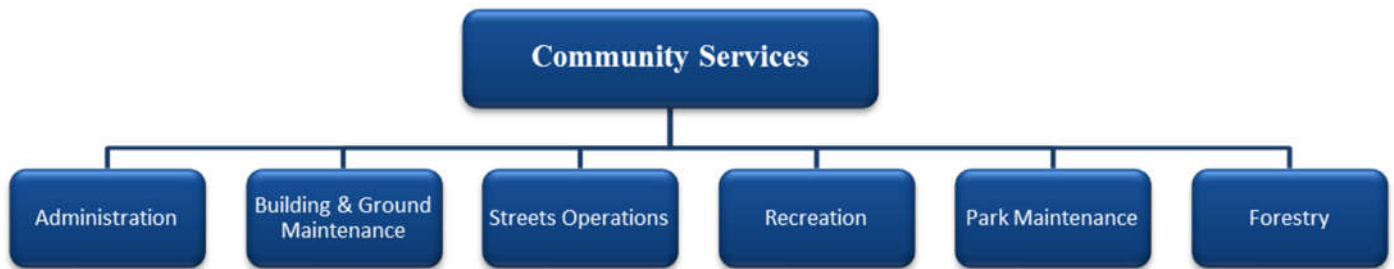 Community Services
Administration
Building & Ground
Maintenance
Streets Operations
Recreation
Park Maintenance
Forestry